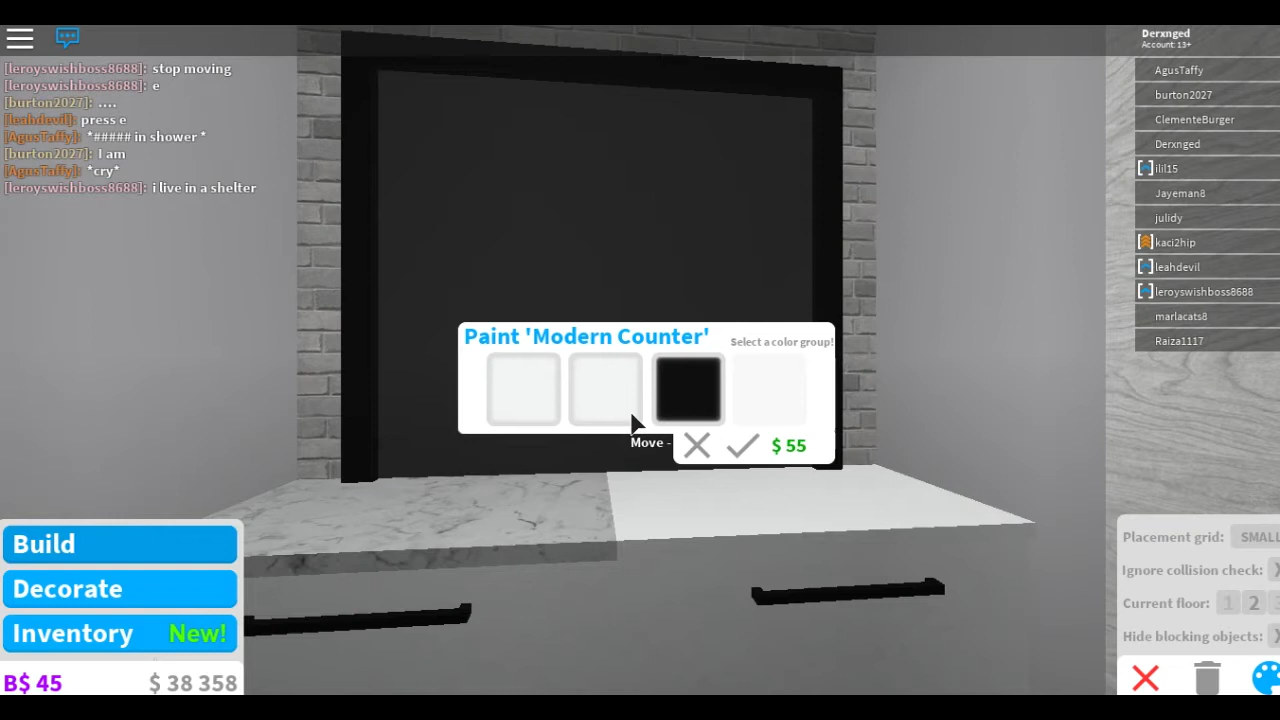 [leroyswishboss8688]: stop moving
[leroyswishboss8688]: e
[burton2027]: ....
[leahdevil]: press e
[AgusTaffy]: *##### in shower *
[burton2027]: I am
[AgusTaffy]: *cry*
[leroyswishboss8688]: i live in a shelter
Derxnged
Account: 13+
AgusTaffy
burton2027
ClementeBurger
Derxnged
ilil15
Jayeman8
julidy
kaci2hip
leahdevil
leroyswishboss8688
marlacats8
Raiza1117
Paint 'Modern Counter'
Select a color group!
Move -
$ 55
Build
Decorate
Inventory New!
B$ 45 $ 38 358
Placement grid: SMALL
Ignore collision check: X
Current floor: 1 2
Hide blocking objects: X